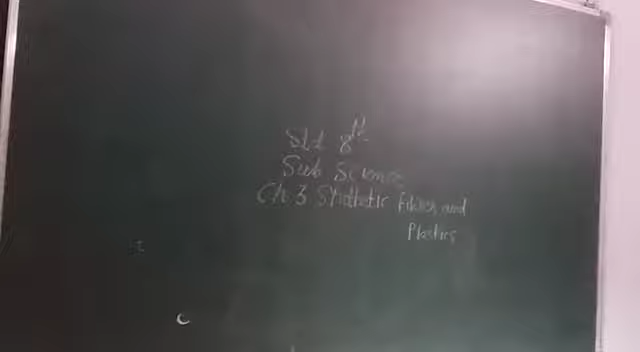 Std 8th
Sub Science
Ch 3 Synthetic fibres and
Plastics